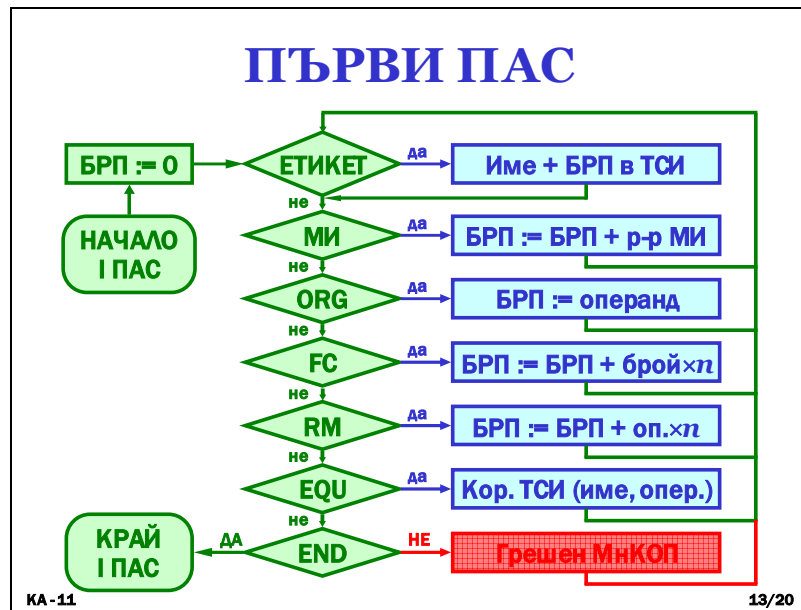 ПЪРВИ ПАС
БРП := 0
ЕТИКЕТ
да
Име + БРП в ТСИ
не
НАЧАЛО
I ПАС
МИ
да
БРП := БРП + р-р МИ
не
ORG
да
БРП := операнд
не
FC
да
БРП := БРП + брой×n
не
RM
да
БРП := БРП + оп.×n
не
EQU
да
Кор. ТСИ (име, опер.)
не
КРАЙ
I ПАС
ДА
END
НЕ
Грешен МнКОП
КА-11
13/20